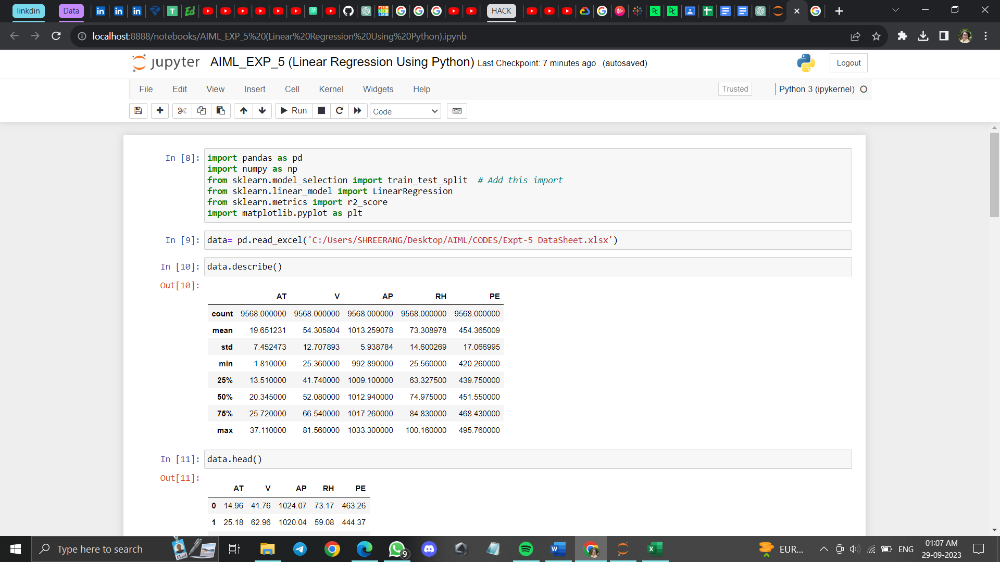 linkdin
Data
HACK
localhost:8888/notebooks/AIML_EXP_5%20(Linear%20Regression%20Using%20Python).ipynb
jupyter AIML_EXP_5 (Linear Regression Using Python) Last Checkpoint: 7 minutes ago (autosaved)
Logout
File Edit View Insert Cell Kernel Widgets Help
Trusted
Python 3 (ipykernel)
Run
Code
In [8]: import pandas as pd
import numpy as np
from sklearn.model_selection import train_test_split  # Add this import
from sklearn.linear_model import LinearRegression
from sklearn.metrics import r2_score
import matplotlib.pyplot as plt
In [9]: data= pd.read_excel('C:/Users/SHREERANG/Desktop/AIML/CODES/Expt-5 DataSheet.xlsx')
In [10]: data.describe()
Out[10]:
AT V AP RH PE
count 9568.000000 9568.000000 9568.000000 9568.000000 9568.000000
mean 19.651231 54.305804 1013.259078 73.308978 454.365009
std 7.452473 12.707893 5.938784 14.600269 17.066995
min 1.810000 25.360000 992.890000 25.560000 420.260000
25% 13.510000 41.740000 1009.100000 63.327500 439.750000
50% 20.345000 52.080000 1012.940000 74.975000 451.550000
75% 25.720000 66.540000 1017.260000 84.830000 468.430000
max 37.110000 81.560000 1033.300000 100.160000 495.760000
In [11]: data.head()
Out[11]:
AT V AP RH PE
0 14.96 41.76 1024.07 73.17 463.26
1 25.18 62.96 1020.04 59.08 444.37
Type here to search
9
EUR...
ENG
01:07 AM
29-09-2023